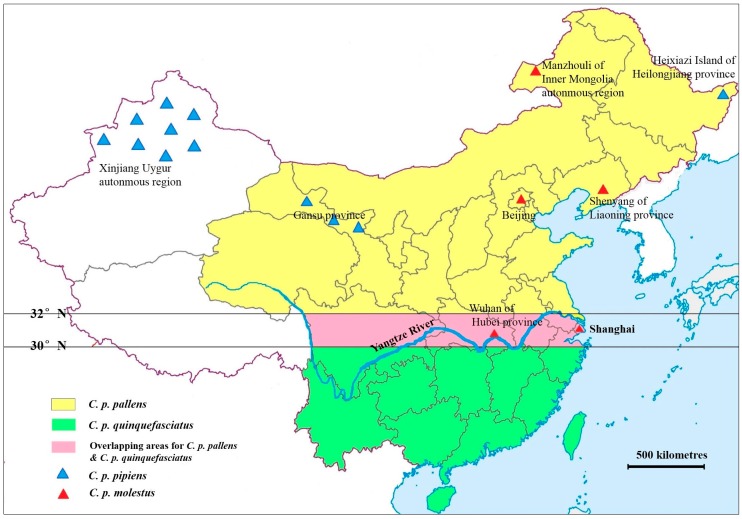 Heixiazi Island of
Heilongjiang province
Manzhouli of
Inner Mongolia
autonmous region
Xinjiang Uygur
autonmous region
Gansu province
Beijing
Shenyang of
Liaoning province
32° N
Wuhan of
Hubei province
Yangtze River
Shanghai
30° N
C. p. pallens
C. p. quinquefasciatus
Overlapping areas for C. p. pallens
& C. p. quinquefasciatus
C. p. pipiens
C. p. molestus
500 kilometres